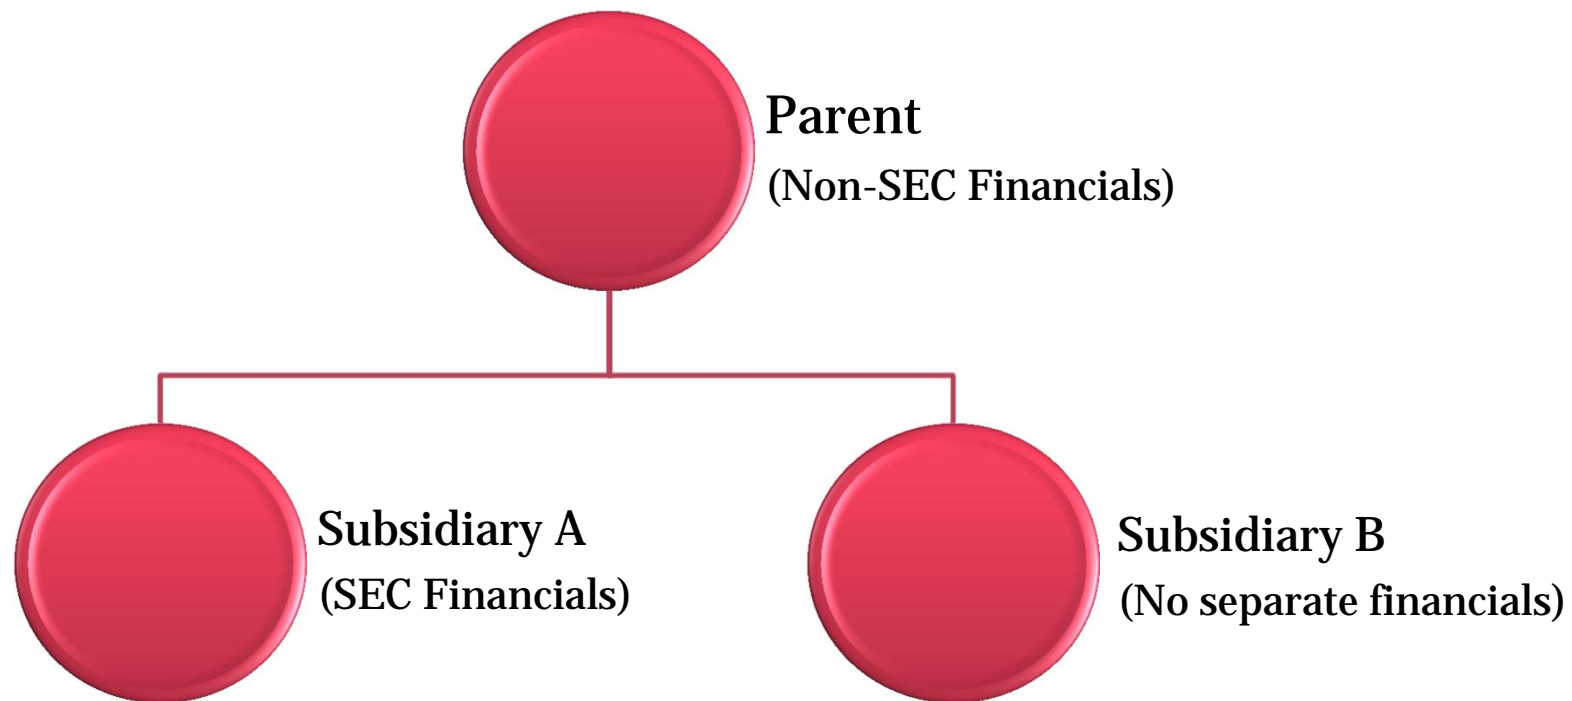 Parent
(Non-SEC Financials)
Subsidiary A
(SEC Financials)
Subsidiary B
(No separate financials)